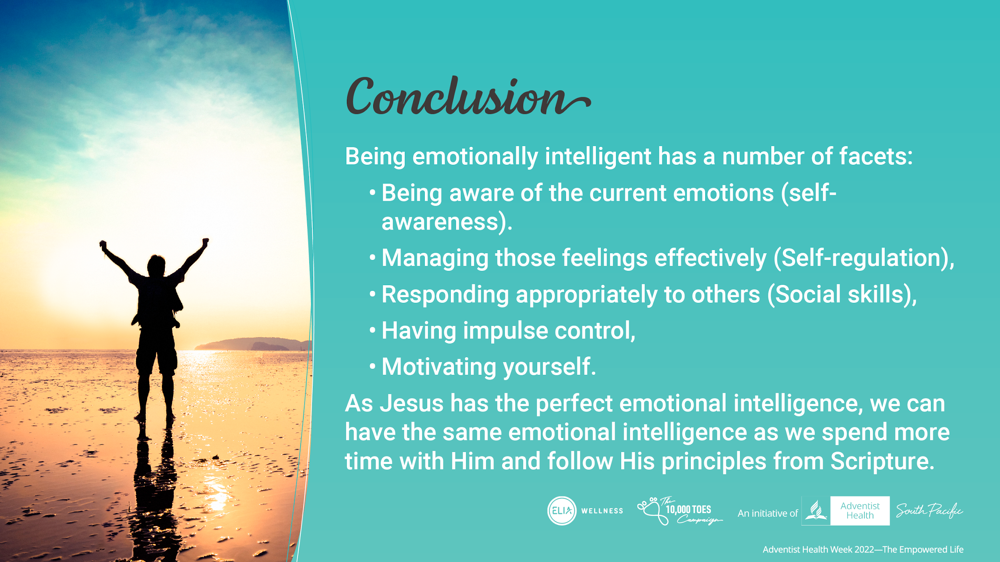 Conclusion
Being emotionally intelligent has a number of facets:
• Being aware of the current emotions (self-
awareness).
• Managing those feelings effectively (Self-regulation),
• Responding appropriately to others (Social skills),
• Having impulse control,
• Motivating yourself.
As Jesus has the perfect emotional intelligence, we can
have the same emotional intelligence as we spend more
time with Him and follow His principles from Scripture.
ELIA WELLNESS
The
10,000 TOES
Campaign
An initiative of
Adventist
Health
South Pacific
Adventist Health Week 2022—The Empowered Life